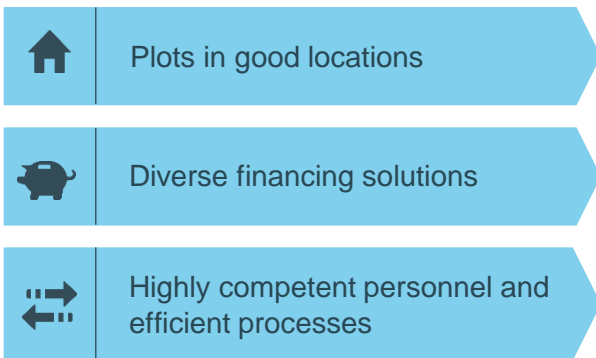 Plots in good locations
Diverse financing solutions
Highly competent personnel and
efficient processes